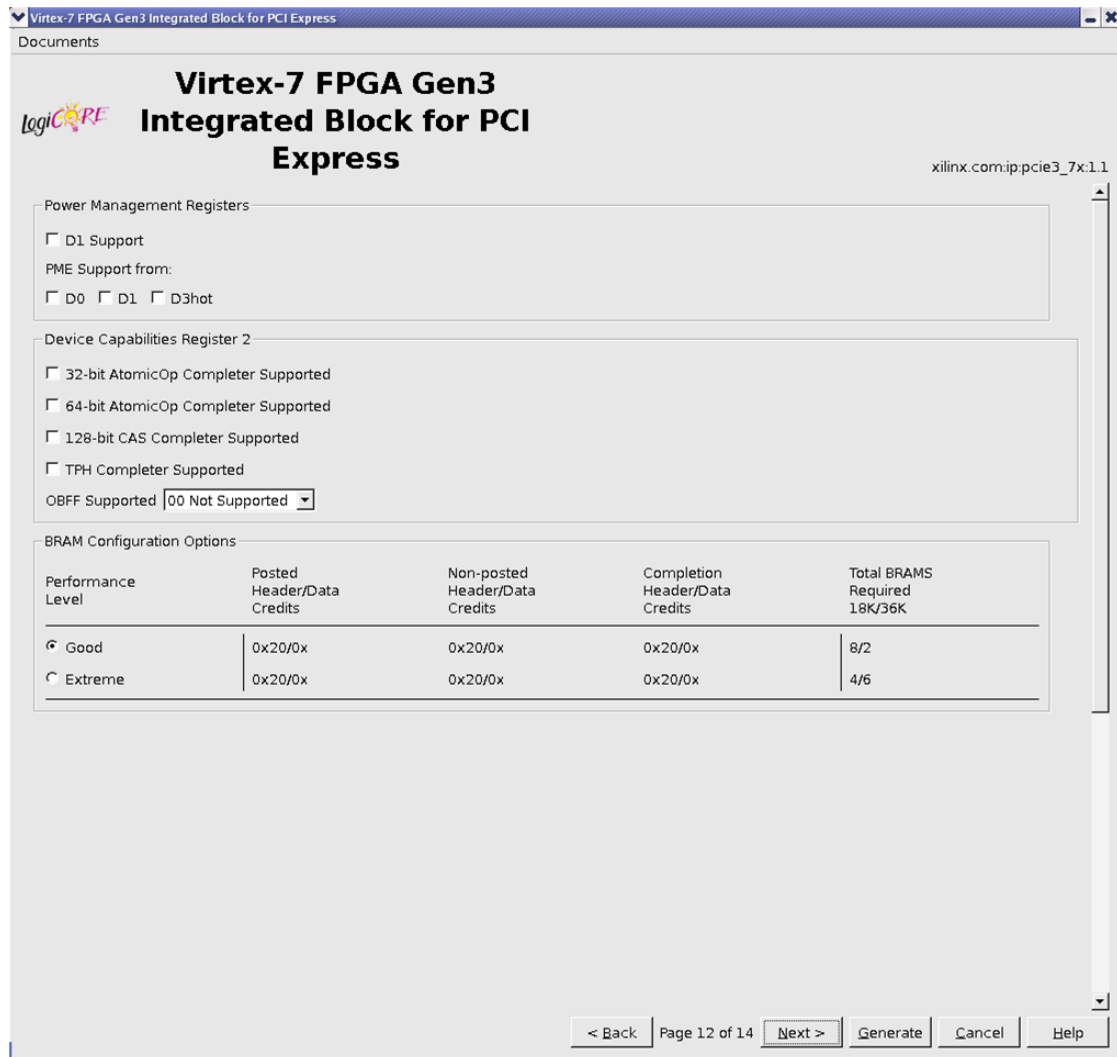 Virtex-7 FPGA Gen3 Integrated Block for PCI Express
Documents
logiCORE
Virtex-7 FPGA Gen3
Integrated Block for PCI
Express
xilinx.com:ip:pcie3_7x:1.1
Power Management Registers
D1 Support
PME Support from:
D0 D1 D3hot
Device Capabilities Register 2
32-bit AtomicOp Completer Supported
64-bit AtomicOp Completer Supported
128-bit CAS Completer Supported
TPH Completer Supported
OBFF Supported 00 Not Supported
BRAM Configuration Options
Performance
Level
Posted
Header/Data
Credits
Non-posted
Header/Data
Credits
Completion
Header/Data
Credits
Total BRAMS
Required
18K/36K
Good 0x20/0x 0x20/0x 0x20/0x 8/2
Extreme 0x20/0x 0x20/0x 0x20/0x 4/6
< Back Page 12 of 14 Next > Generate Cancel Help